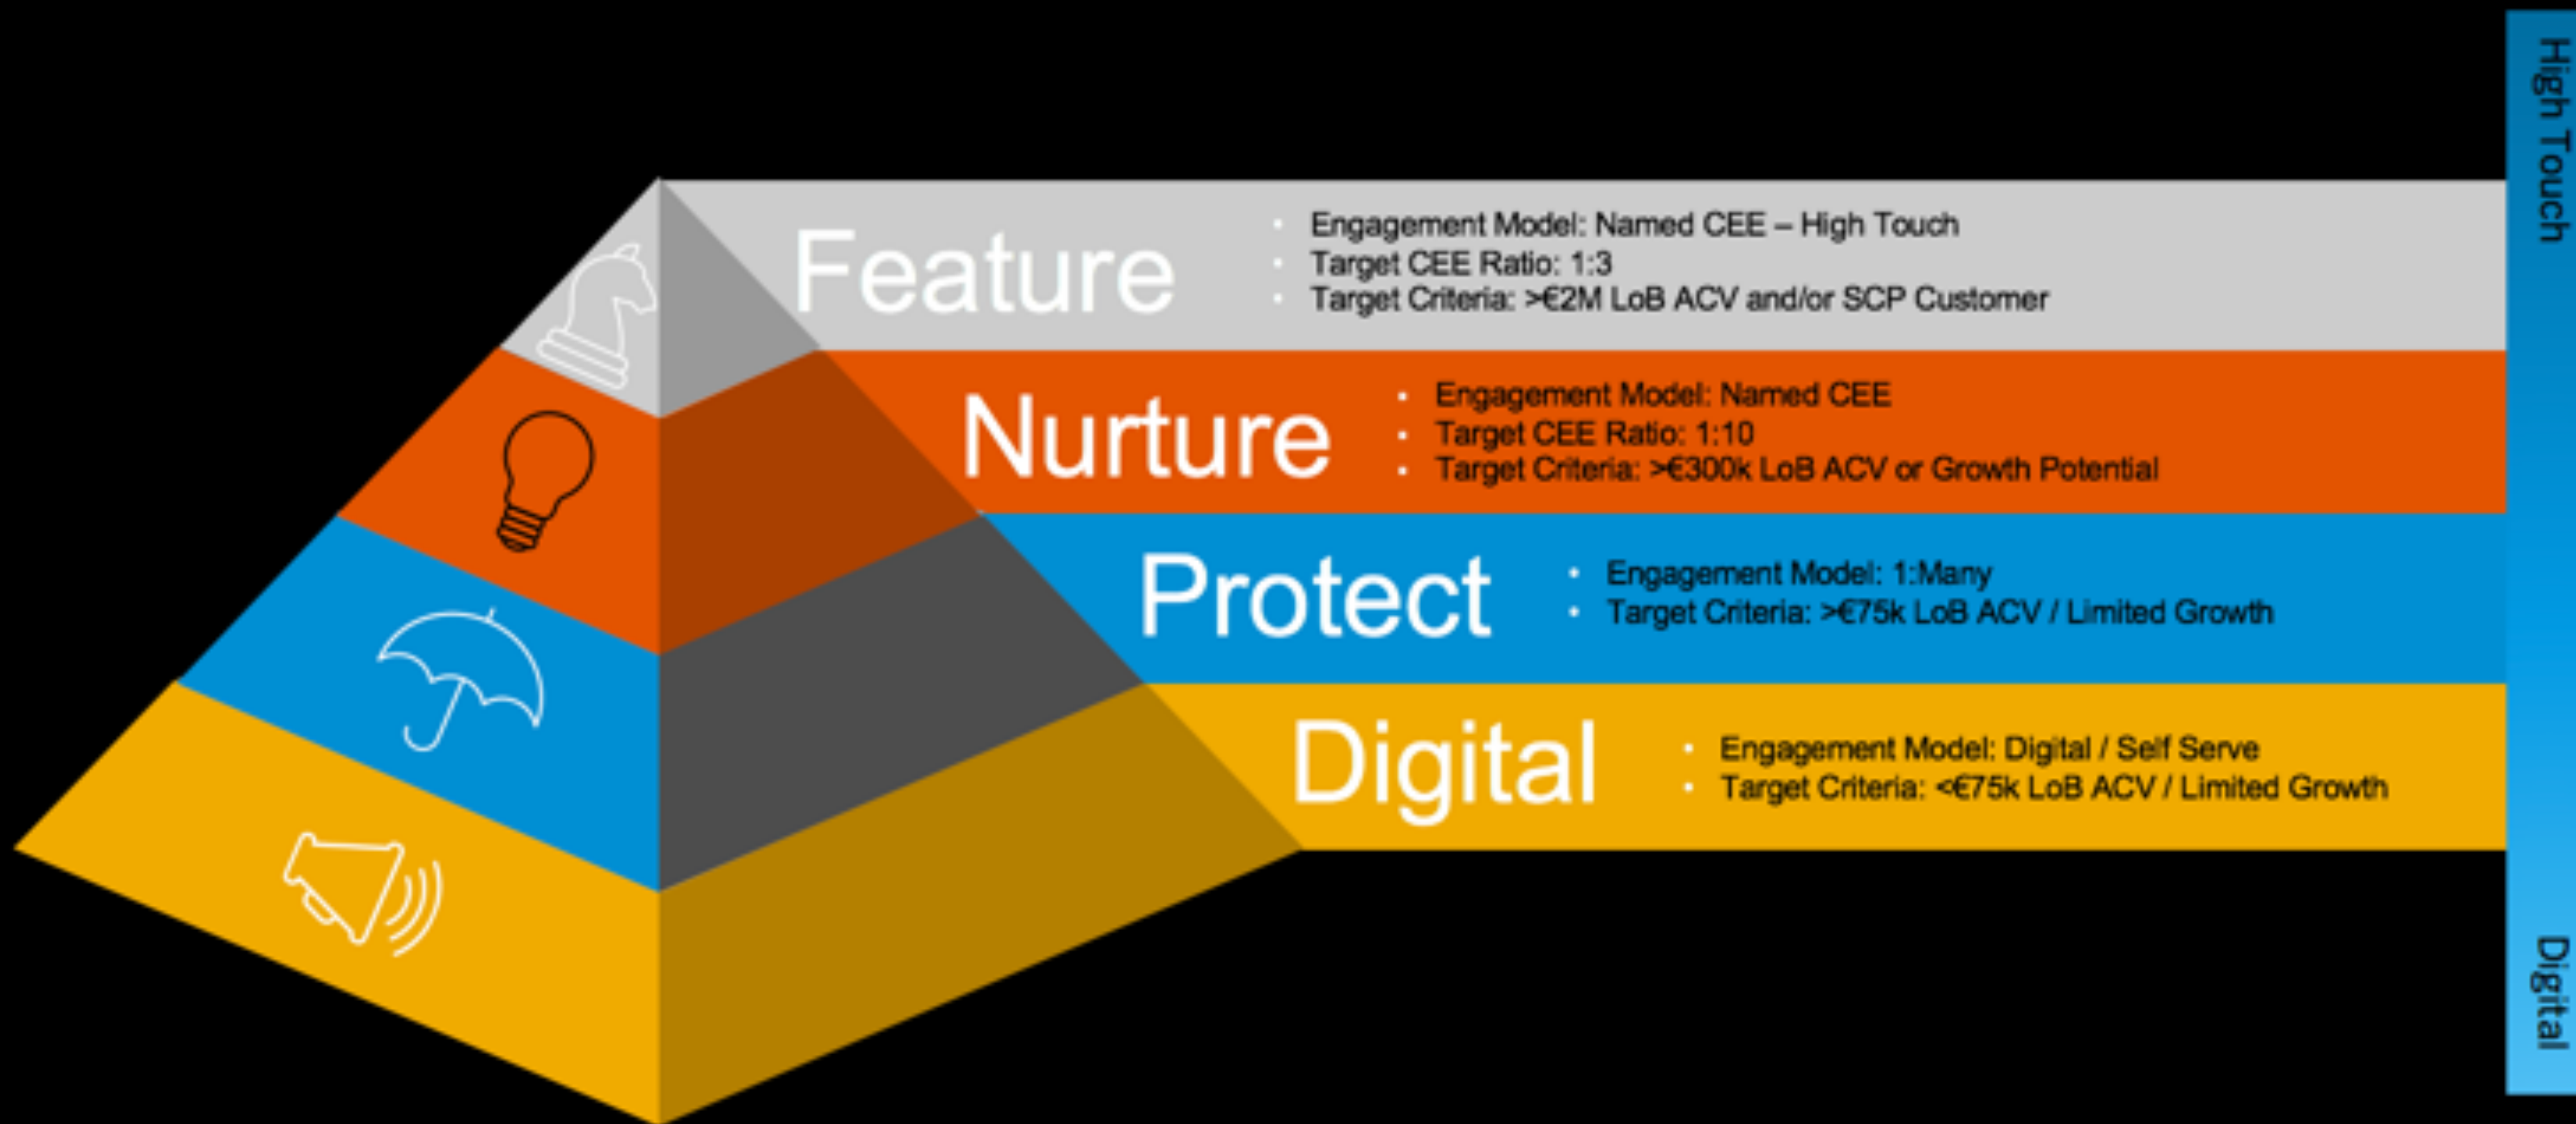 High Touch
Feature
• Engagement Model: Named CEE – High Touch
• Target CEE Ratio: 1:3
• Target Criteria: >€2M LoB ACV and/or SCP Customer
Nurture
• Engagement Model: Named CEE
• Target CEE Ratio: 1:10
• Target Criteria: >€300k LoB ACV or Growth Potential
Protect
• Engagement Model: 1:Many
• Target Criteria: >€75k LoB ACV / Limited Growth
Digital
• Engagement Model: Digital / Self Serve
• Target Criteria: <€75k LoB ACV / Limited Growth
Digital